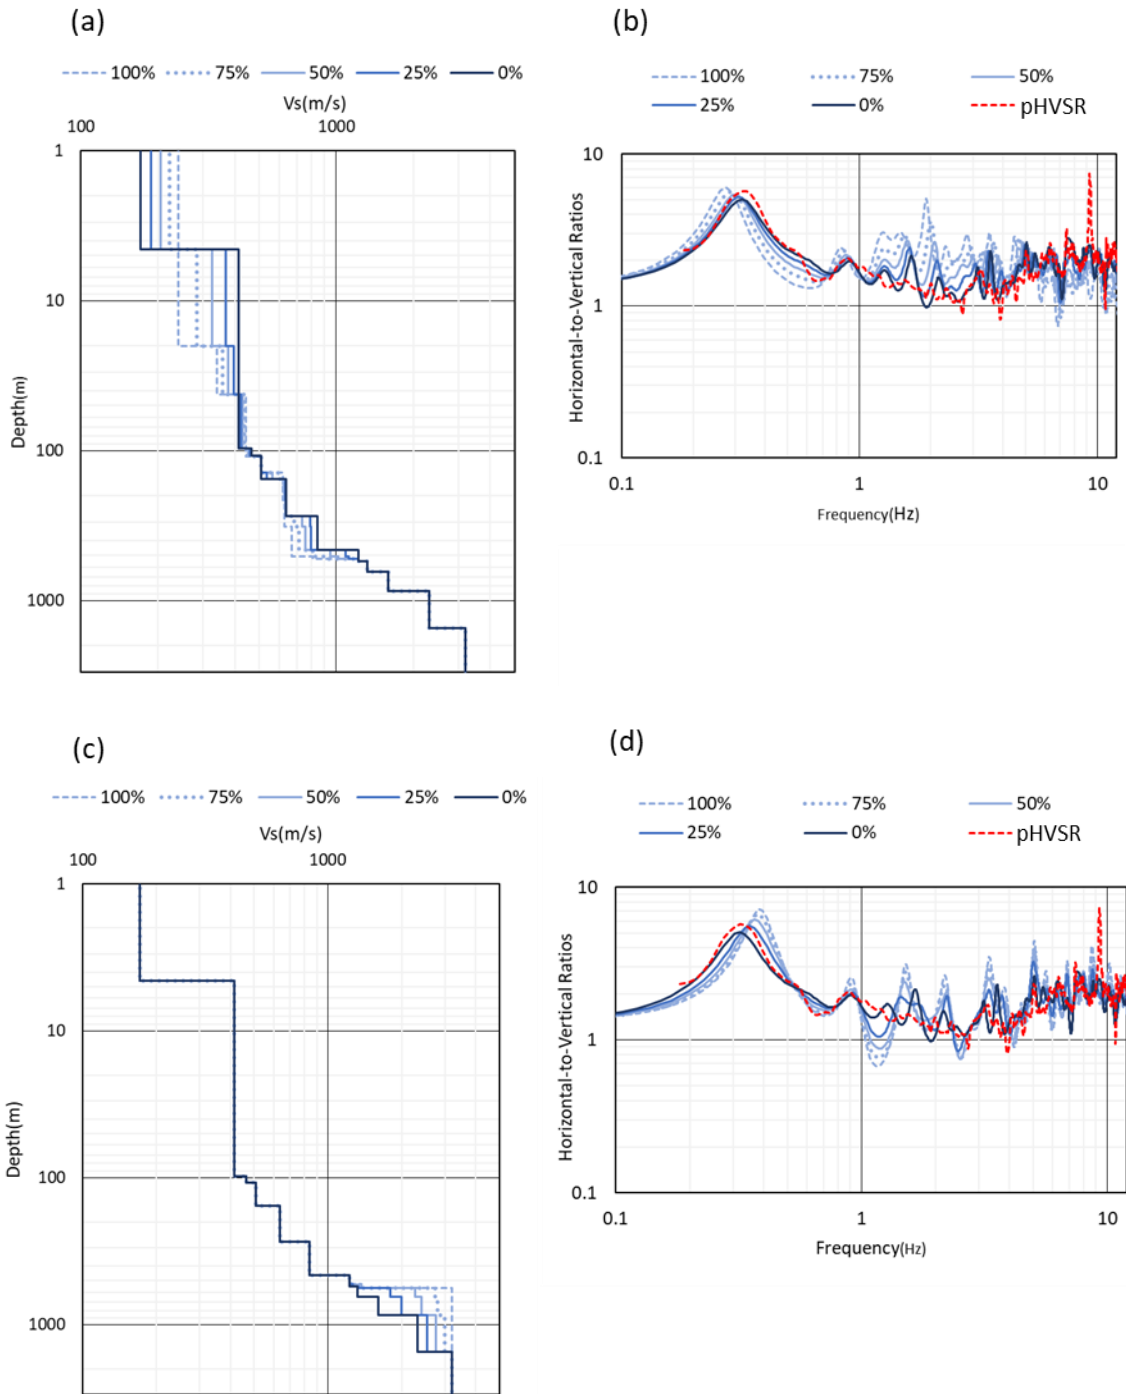 (a)
100% 75% 50% 25% 0%
Vs(m/s)
100 1000
1
10
100
1000
Depth(m)
(b)
100% 75% 50%
25% 0% pHVSR
10
1
0.1
Horizontal-to-Vertical Ratios
0.1 1 10
Frequency(Hz)
(c)
100% 75% 50% 25% 0%
Vs(m/s)
100 1000
1
10
100
1000
Depth(m)
(d)
100% 75% 50%
25% 0% pHVSR
10
1
0.1
Horizontal-to-Vertical Ratios
0.1 1 10
Frequency(Hz)